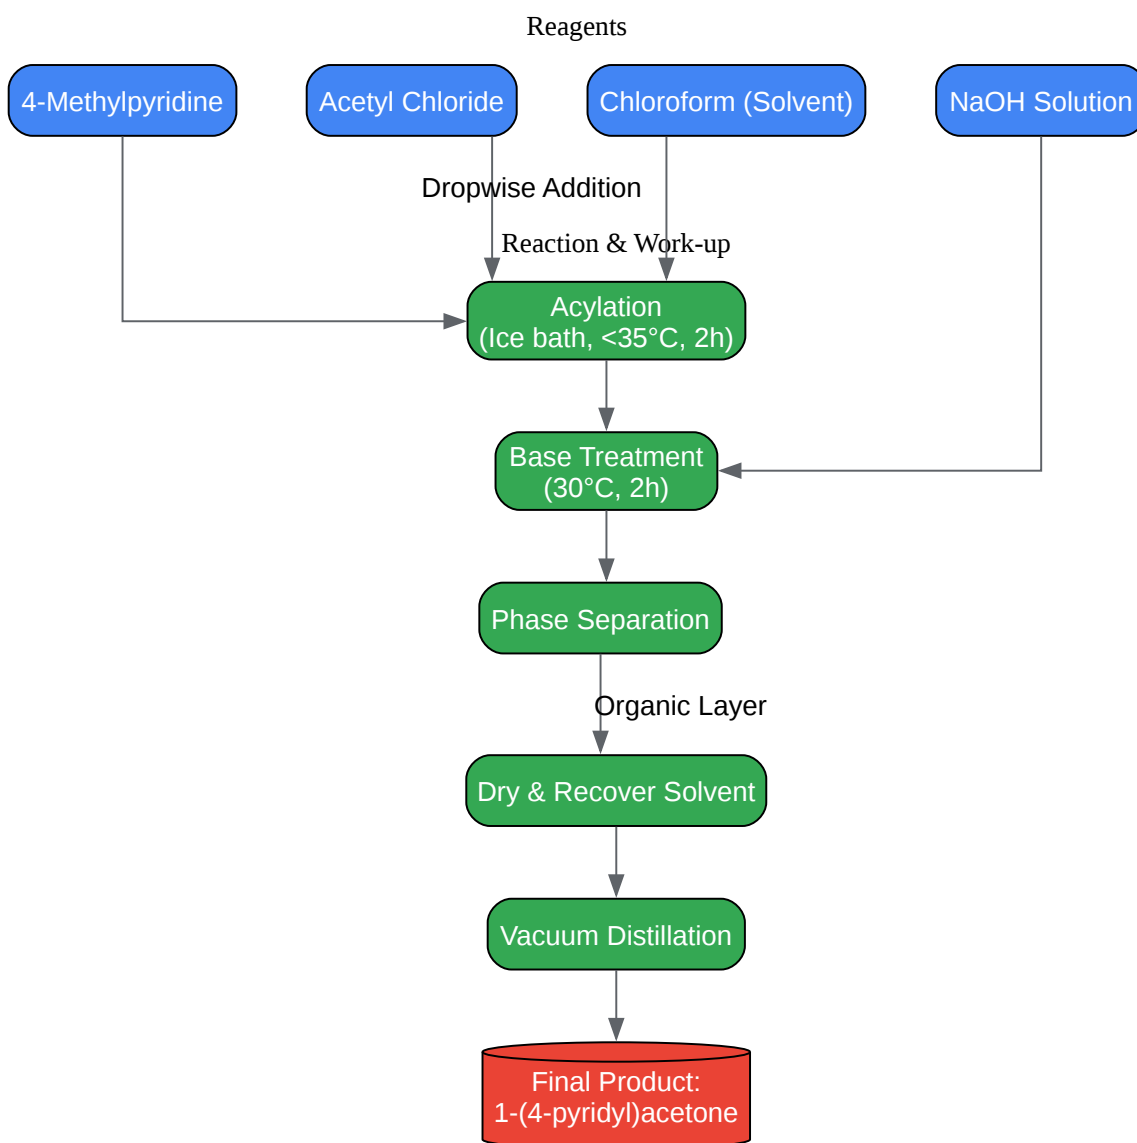 Reagents
4-Methylpyridine
Acetyl Chloride
Chloroform (Solvent)
NaOH Solution
Dropwise Addition
Reaction & Work-up
Acylation
(Ice bath, <35°C, 2h)
Base Treatment
(30°C, 2h)
Phase Separation
Organic Layer
Dry & Recover Solvent
Vacuum Distillation
Final Product:
1-(4-pyridyl)acetone